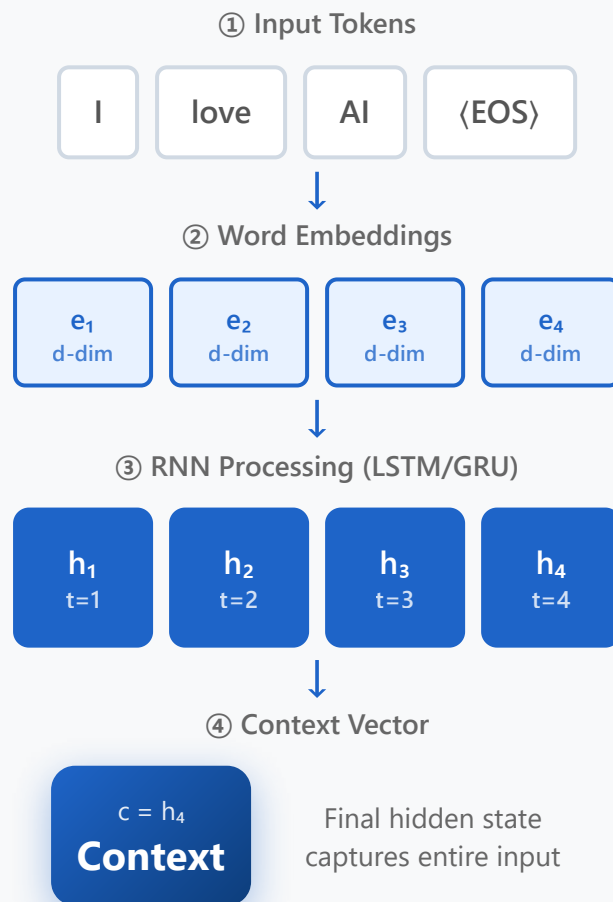 ① Input Tokens
I love AI ⟨EOS⟩
② Word Embeddings
e₁ e₂ e₃ e₄
d-dim d-dim d-dim d-dim
③ RNN Processing (LSTM/GRU)
h₁ h₂ h₃ h₄
t=1 t=2 t=3 t=4
④ Context Vector
c = h₄
Context
Final hidden state
captures entire input